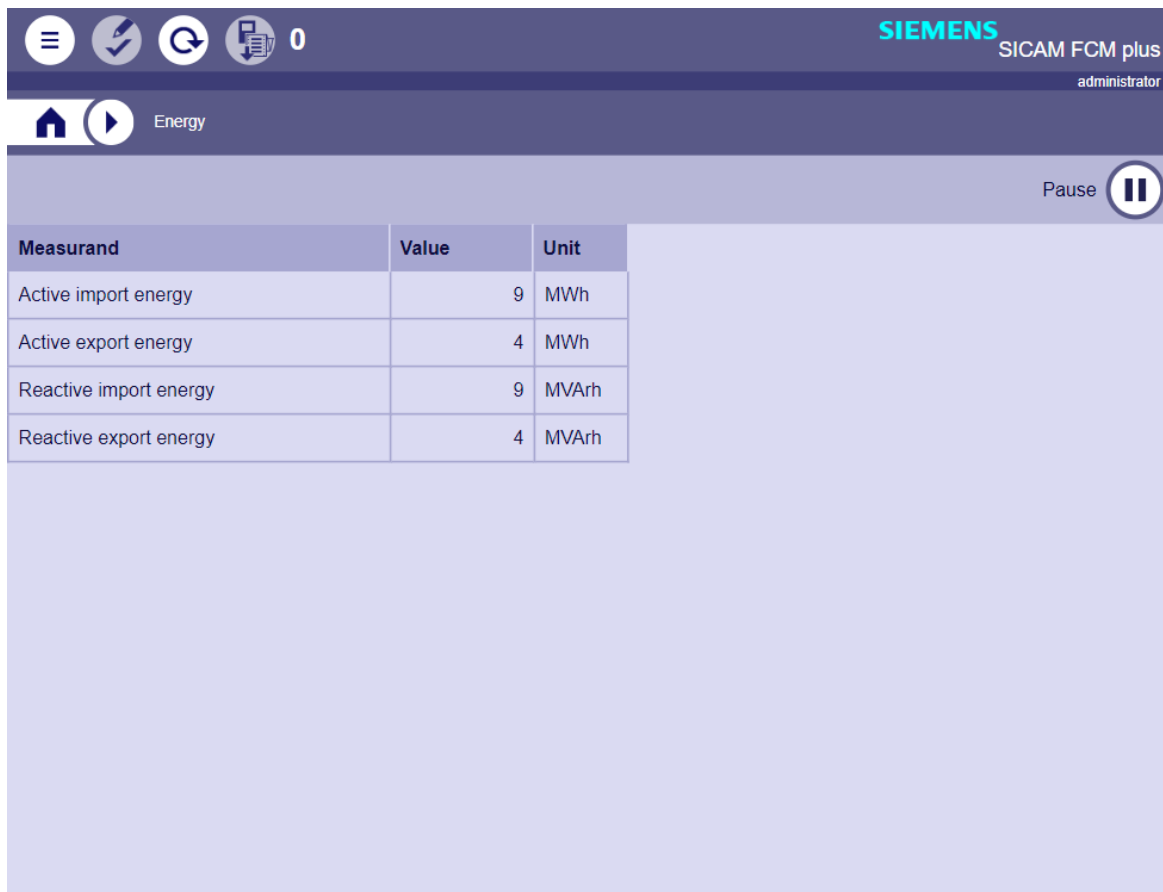 0
SIEMENS
SICAM FCM plus
administrator
Energy
Pause
Measurand Value Unit
Active import energy 9 MWh
Active export energy 4 MWh
Reactive import energy 9 MVArh
Reactive export energy 4 MVArh